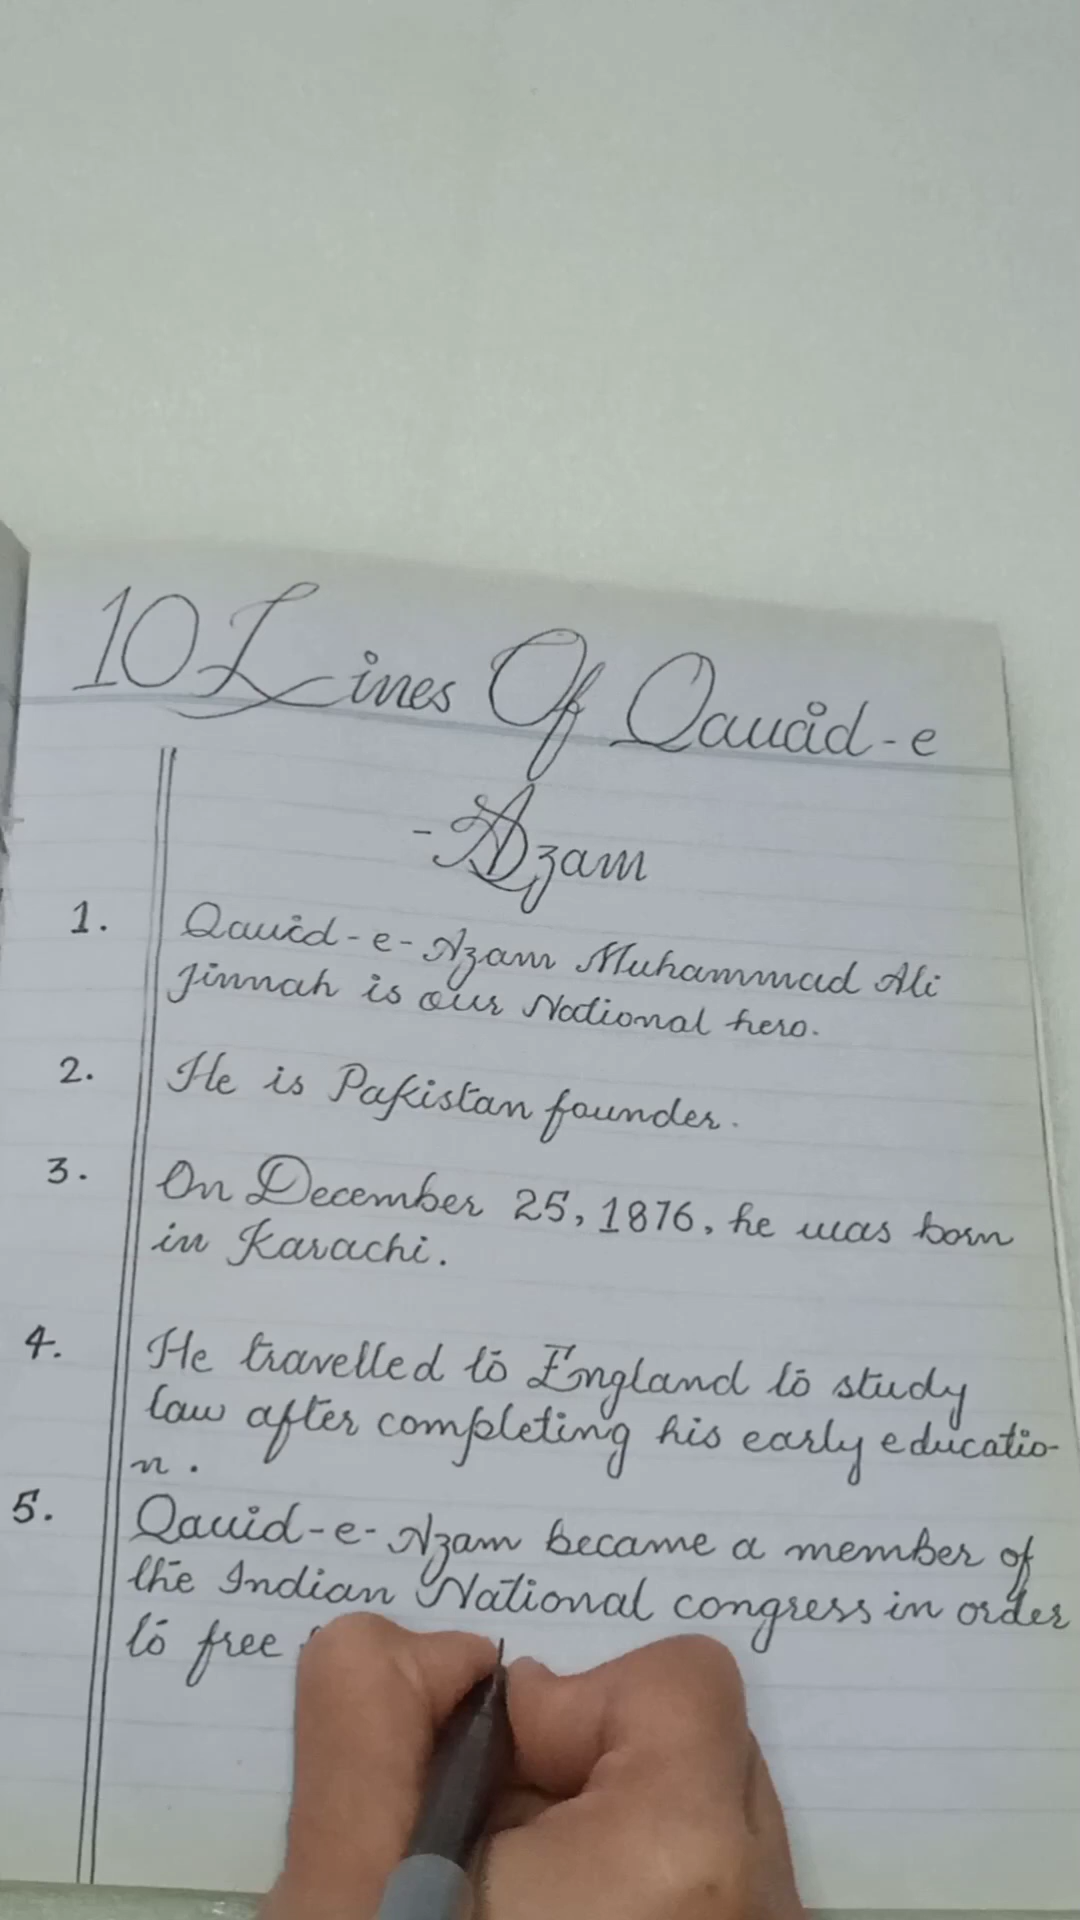 10 Lines Of Qauaid-e
-Azam
1. Qauid-e-Azam Muhammad Ali
Jinnah is our National hero.
2. He is Pakistan founder.
3. On December 25, 1876, he was born
in Karachi.
4. He travelled to England to study
law after completing his early educatio-
n.
5. Qauid-e-Azam became a member of
the Indian National congress in order
to free